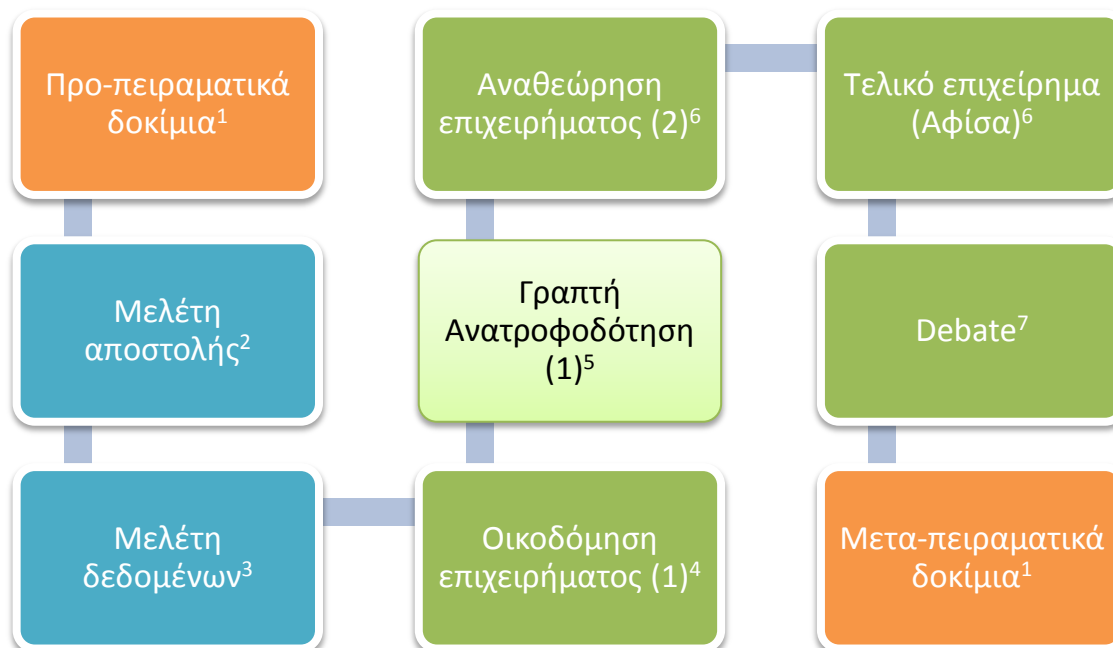 Προ-πειραματικά
δοκίμια¹
Μελέτη
αποστολής²
Μελέτη
δεδομένων³
Οικοδόμηση
επιχειρήματος (1)⁴
Γραπτή
Ανατροφοδότηση
(1)⁵
Αναθεώρηση
επιχειρήματος (2)⁶
Τελικό επιχείρημα
(Αφίσα)⁶
Debate⁷
Μετα-πειραματικά
δοκίμια¹